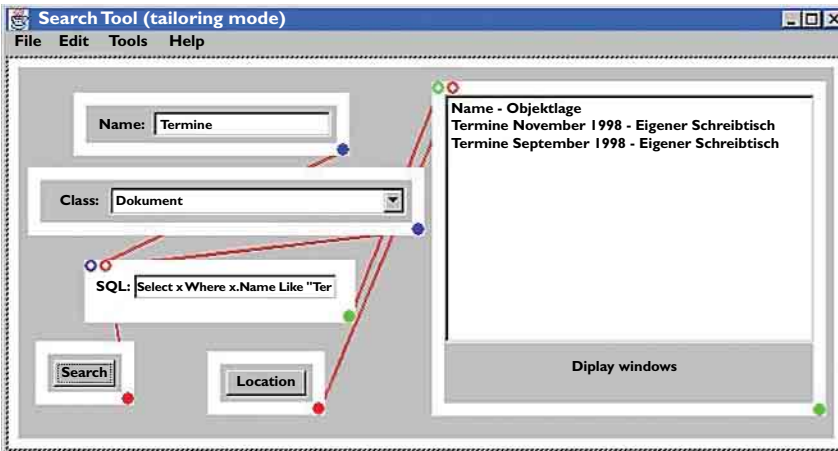 Search Tool (tailoring mode)
File Edit Tools Help
Name: Termine
Class: Dokument
SQL: Select x Where x.Name Like "Ter
Search
Location
Name - Objektlage
Termine November 1998 - Eigener Schreibtisch
Termine September 1998 - Eigener Schreibtisch
Diplay windows